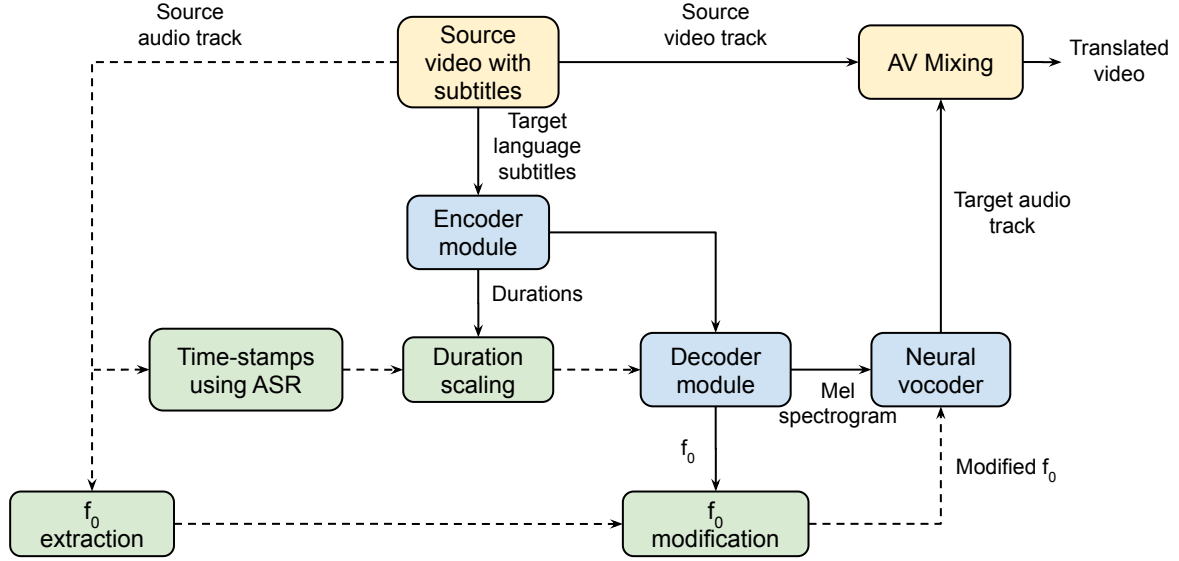 Source
audio track
Source
video with
subtitles
Source
video track
AV Mixing
Translated
video
Target
language
subtitles
Encoder
module
Target audio
track
Durations
Time-stamps
using ASR
Duration
scaling
Decoder
module
Neural
vocoder
Mel
spectrogram
f₀
Modified f₀
f₀
extraction
f₀
modification